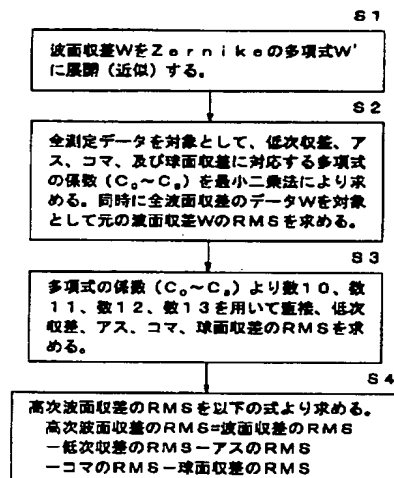 S1
波面収差WをZernikeの多項式W'
に展開(近似)する。
S2
全測定データを対象として、低次収差、ア
ス、コマ、及び球面収差に対応する多項式
の係数(C₀~C₈)を最小二乗法により求
める。同時に全波面収差のデータWを対象
として元の波面収差WのRMSを求める。
S3
多項式の係数(C₀~C₈)より数10、数
11、数12、数13を用いて直接、低次
収差、アス、コマ、球面収差のRMSを求
める。
S4
高次波面収差のRMSを以下の式より求める。
高次波面収差のRMS=波面収差のRMS
-低次収差のRMS-アスのRMS
-コマのRMS-球面収差のRMS